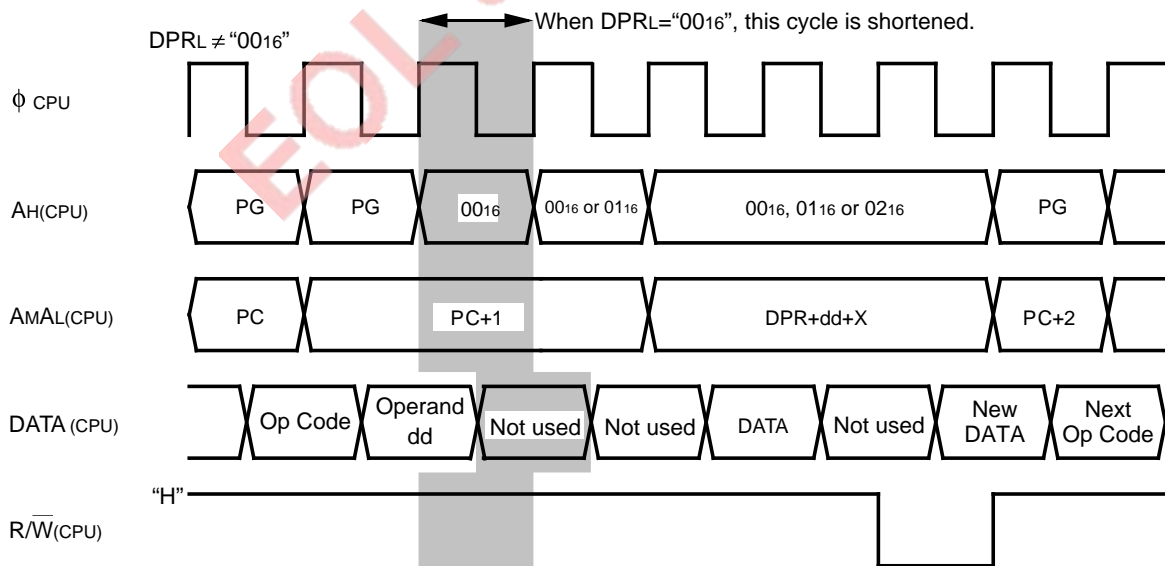 When DPRL=“0016”, this cycle is shortened.
DPRL ≠ “0016”
ϕ CPU
AH(CPU) PG PG 0016 0016 or 0116 0016, 0116 or 0216 PG
AMAL(CPU) PC PC+1 DPR+dd+X PC+2
DATA (CPU) Op Code Operand dd Not used Not used DATA Not used New DATA Next Op Code
“H”
R/W̅(CPU)
EOL